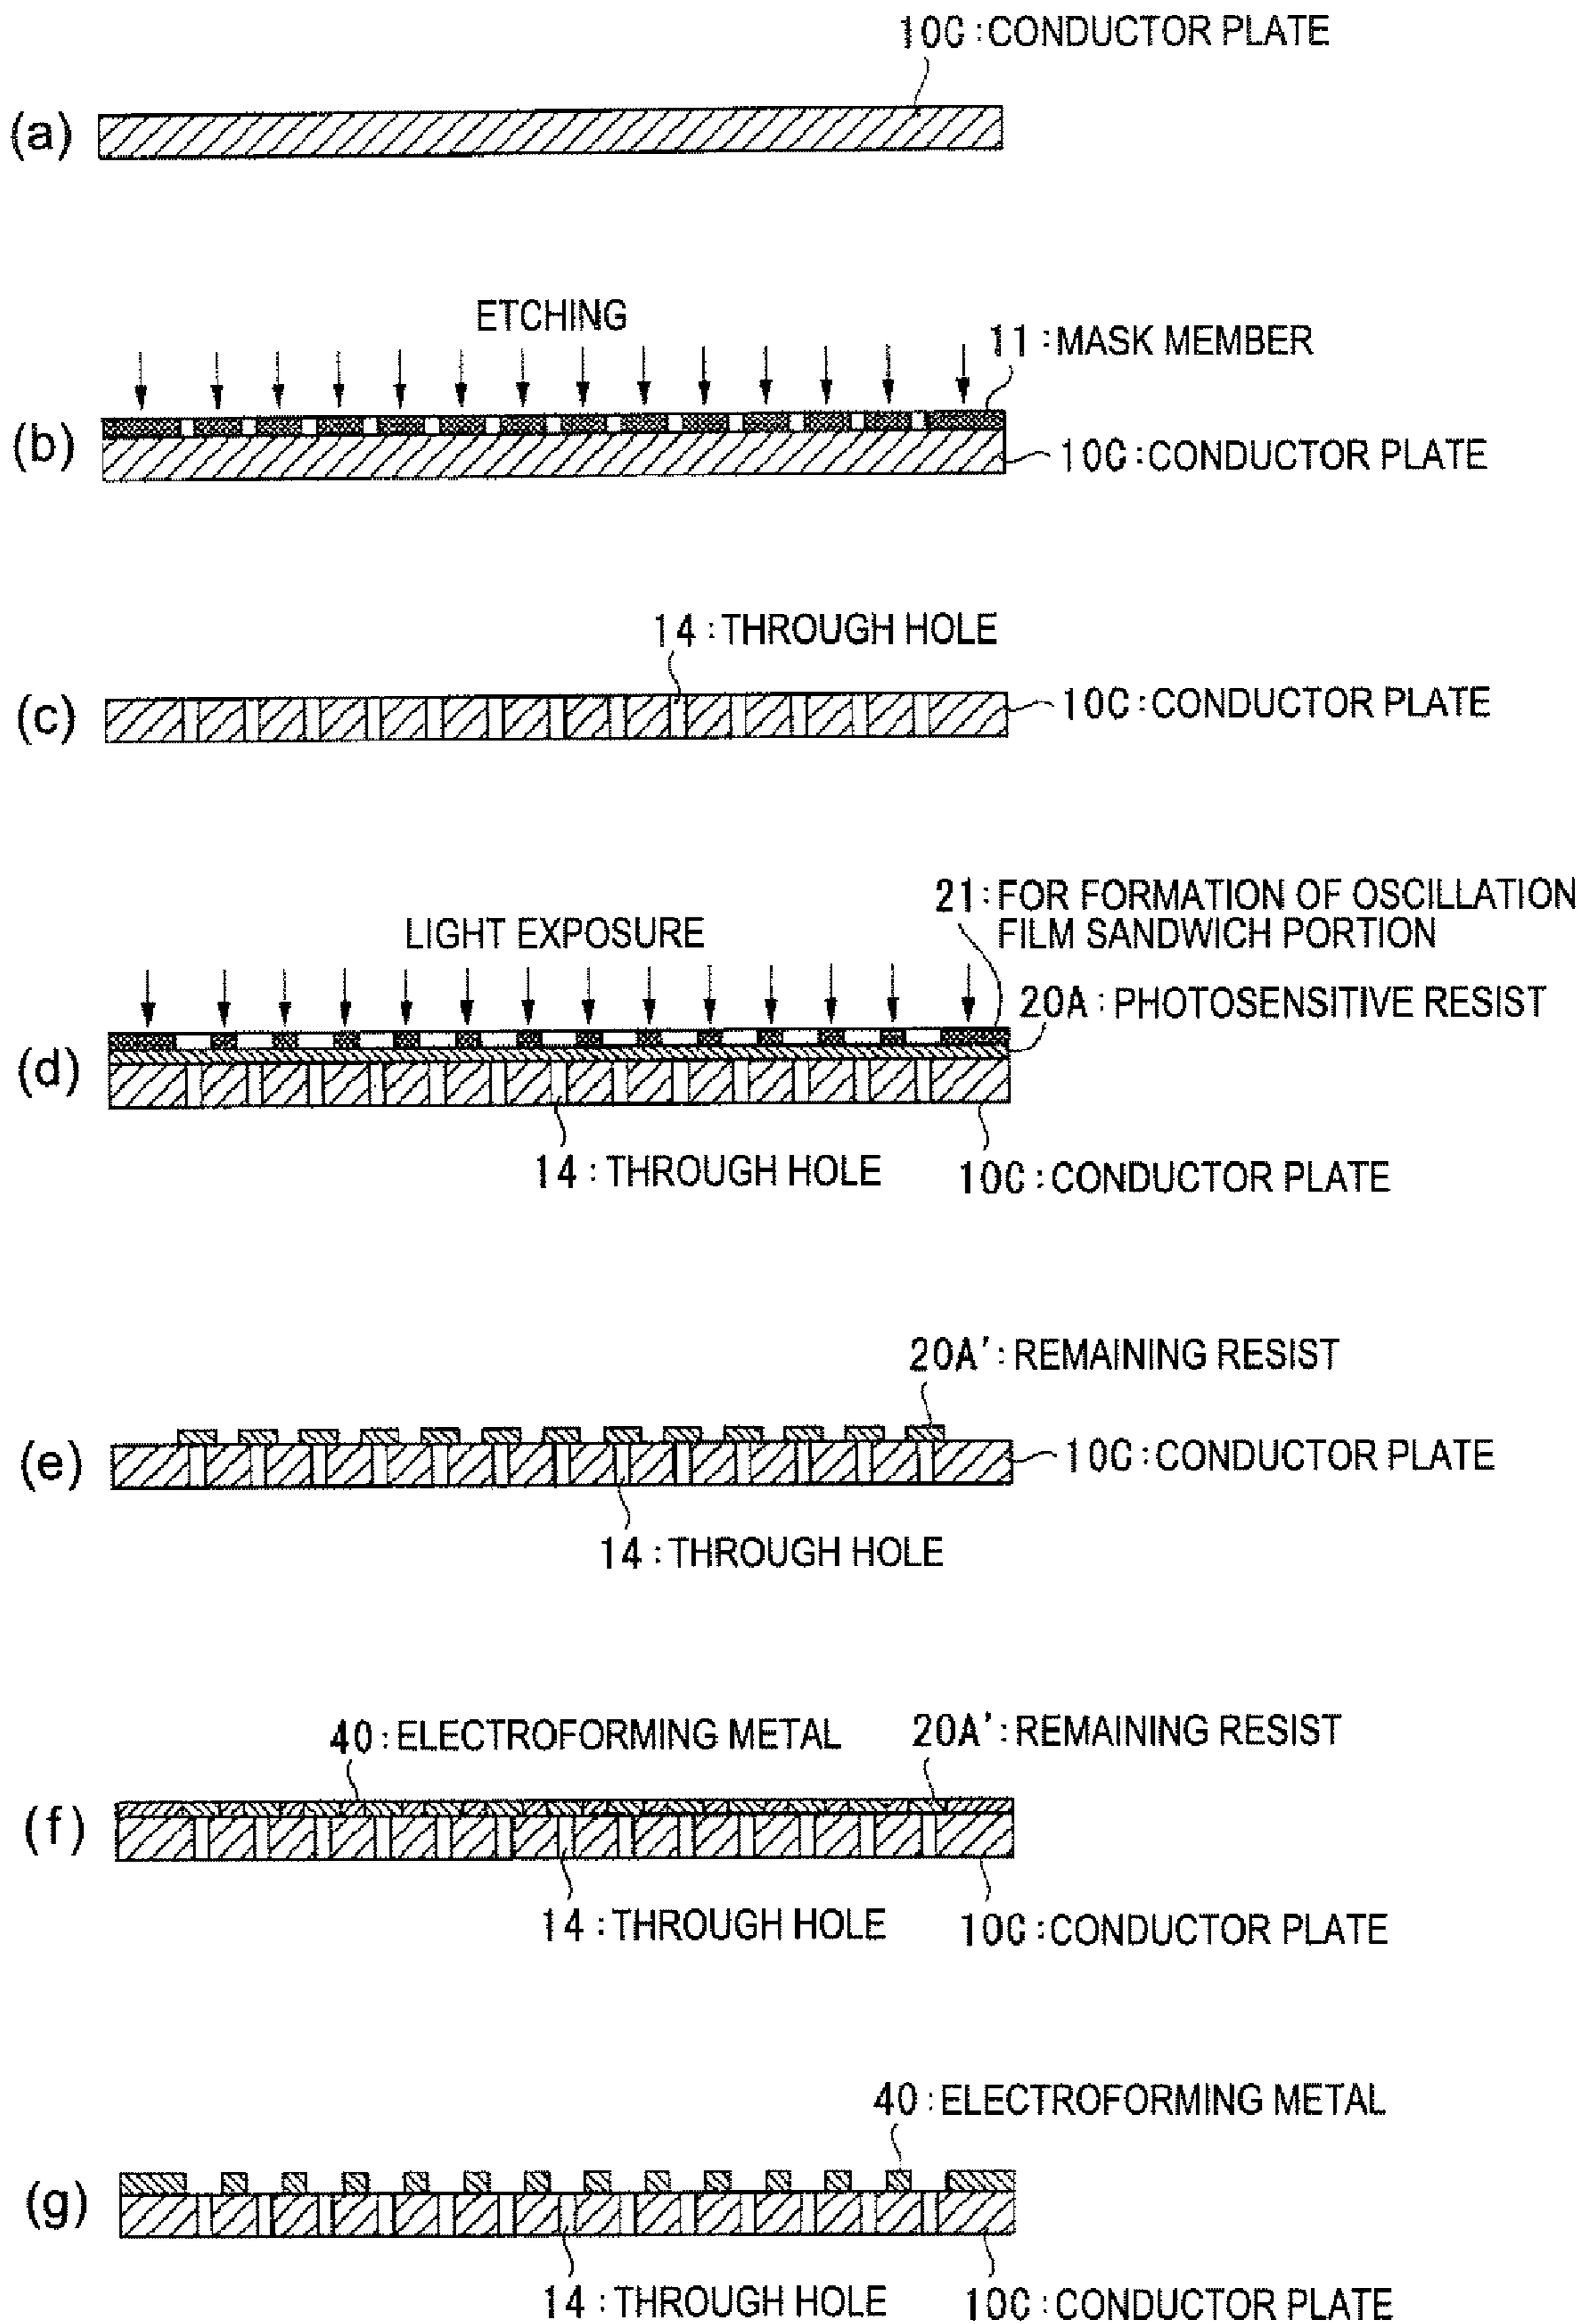 10C : CONDUCTOR PLATE
(a)
ETCHING
11 : MASK MEMBER
(b)
10C : CONDUCTOR PLATE
14 : THROUGH HOLE
(c)
10C : CONDUCTOR PLATE
21 : FOR FORMATION OF OSCILLATION
FILM SANDWICH PORTION
LIGHT EXPOSURE
20A : PHOTOSENSITIVE RESIST
(d)
14 : THROUGH HOLE
10C : CONDUCTOR PLATE
20A' : REMAINING RESIST
(e)
10C : CONDUCTOR PLATE
14 : THROUGH HOLE
40 : ELECTROFORMING METAL
20A' : REMAINING RESIST
(f)
14 : THROUGH HOLE
10C : CONDUCTOR PLATE
40 : ELECTROFORMING METAL
(g)
14 : THROUGH HOLE
10C : CONDUCTOR PLATE